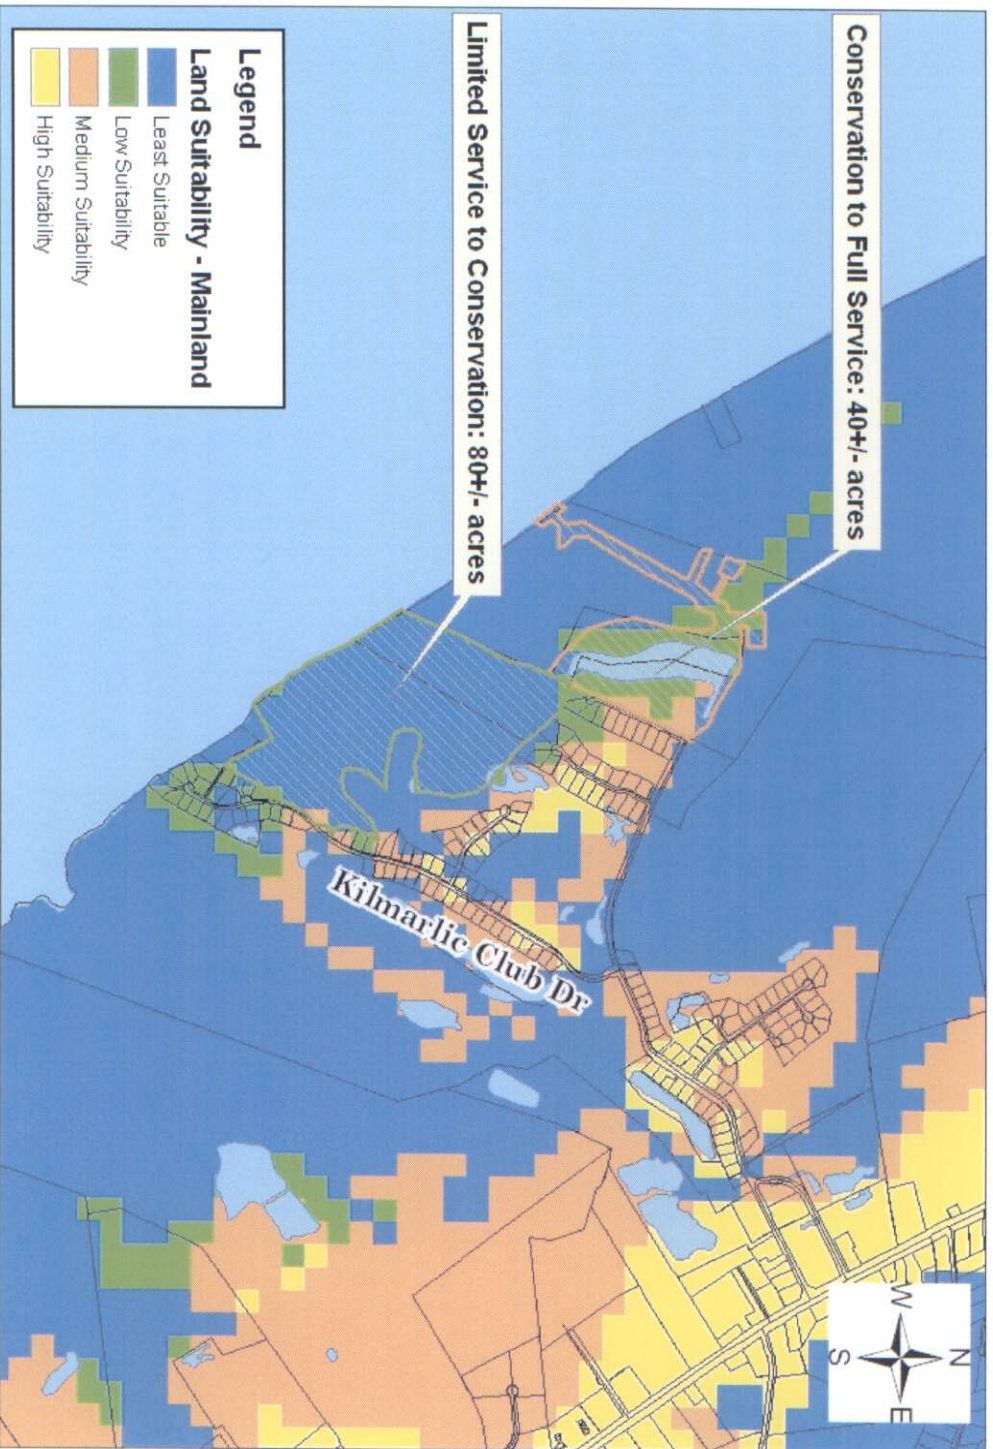 Conservation to Full Service: 40+/- acres
Limited Service to Conservation: 80+/- acres
Kilmarlic Club Dr
Legend
Land Suitability - Mainland
Least Suitable
Low Suitability
Medium Suitability
High Suitability
N
W
E
S